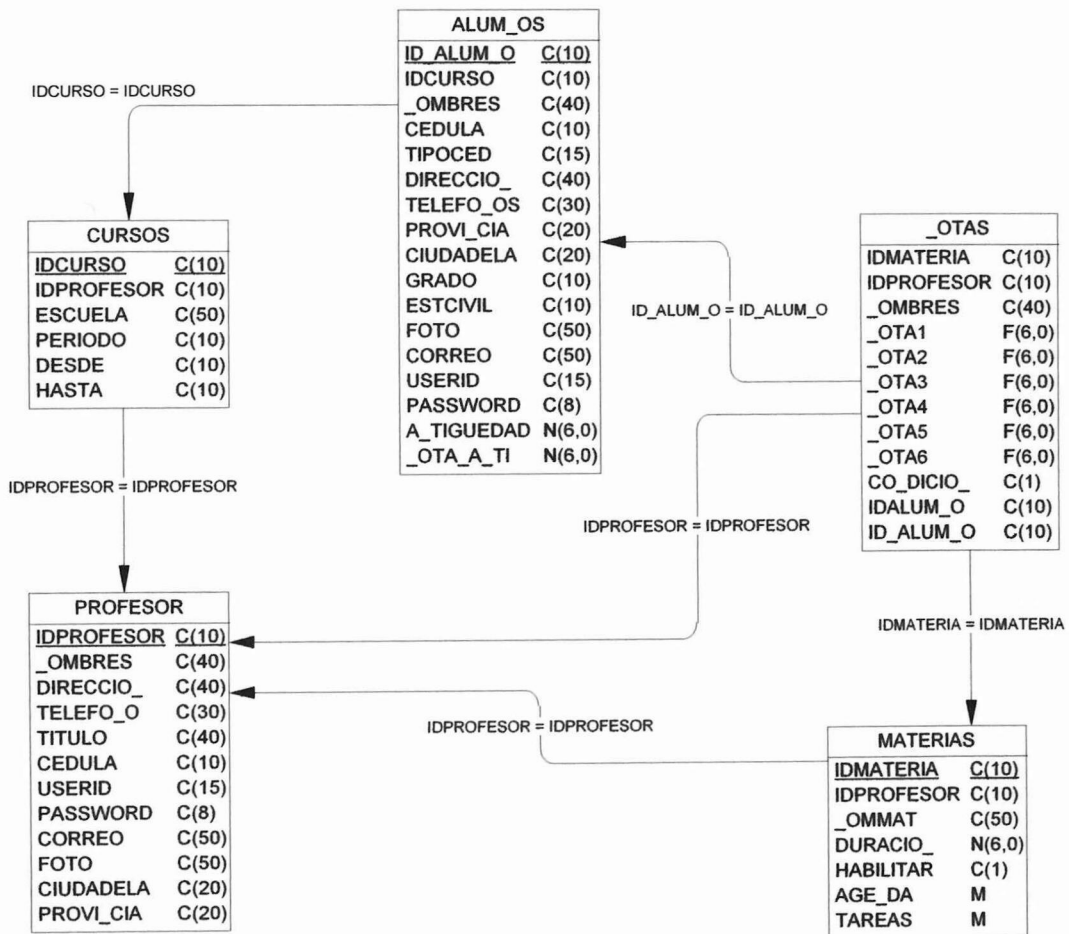 ALUM_OS
ID_ALUM_O C(10)
IDCURSO C(10)
_OMBRES C(40)
CEDULA C(10)
TIPOCED C(15)
DIRECCIO_ C(40)
TELEFO_OS C(30)
PROVI_CIA C(20)
CIUDADELA C(20)
GRADO C(10)
ESTCIVIL C(10)
FOTO C(50)
CORREO C(50)
USERID C(15)
PASSWORD C(8)
A_TIGUEDAD N(6,0)
_OTA_A_TI N(6,0)
IDCURSO = IDCURSO
CURSOS
IDCURSO C(10)
IDPROFESOR C(10)
ESCUELA C(50)
PERIODO C(10)
DESDE C(10)
HASTA C(10)
_OTAS
IDMATERIA C(10)
IDPROFESOR C(10)
_OMBRES C(40)
_OTA1 F(6,0)
_OTA2 F(6,0)
_OTA3 F(6,0)
_OTA4 F(6,0)
_OTA5 F(6,0)
_OTA6 F(6,0)
CO_DICIO_ C(1)
IDALUM_O C(10)
ID_ALUM_O C(10)
ID_ALUM_O = ID_ALUM_O
IDPROFESOR = IDPROFESOR
IDPROFESOR = IDPROFESOR
IDMATERIA = IDMATERIA
PROFESOR
IDPROFESOR C(10)
_OMBRES C(40)
DIRECCIO_ C(40)
TELEFO_O C(30)
TITULO C(40)
CEDULA C(10)
USERID C(15)
PASSWORD C(8)
CORREO C(50)
FOTO C(50)
CIUDADELA C(20)
PROVI_CIA C(20)
IDPROFESOR = IDPROFESOR
MATERIAS
IDMATERIA C(10)
IDPROFESOR C(10)
_OMMAT C(50)
DURACIO_ N(6,0)
HABILITAR C(1)
AGE_DA M
TAREAS M